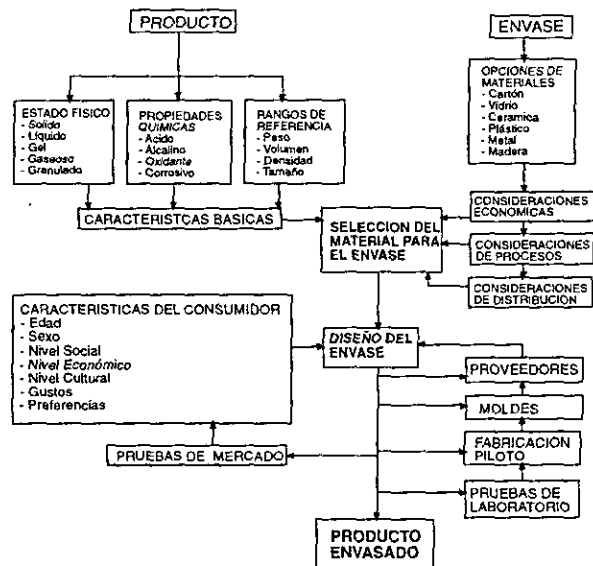 PRODUCTO
ENVASE
ESTADO FISICO
- Solido
- Líquido
- Gel
- Gaseoso
- Granulado
PROPIEDADES
QUIMICAS
- Acido
- Alcalino
- Oxidante
- Corrosivo
RANGOS DE
REFERENCIA
- Peso
- Volumen
- Densidad
- Tamaño
OPCIONES DE
MATERIALES
- Cartón
- Vidrio
- Ceramica
- Plástico
- Metal
- Madera
CARACTERISTCAS BASICAS
SELECCION DEL
MATERIAL PARA
EL ENVASE
CONSIDERACIONES
ECONOMICAS
CONSIDERACIONES
DE PROCESOS
CONSIDERACIONES
DE DISTRIBUCION
CARACTERISTICAS DEL CONSUMIDOR
- Edad
- Sexo
- Nivel Social
- Nivel Económico
- Nivel Cultural
- Gustos
- Preferencias
DISEÑO DEL
ENVASE
PROVEEDORES
MOLDES
FABRICACION
PILOTO
PRUEBAS DE
LABORATORIO
PRUEBAS DE MERCADO
PRODUCTO
ENVASADO